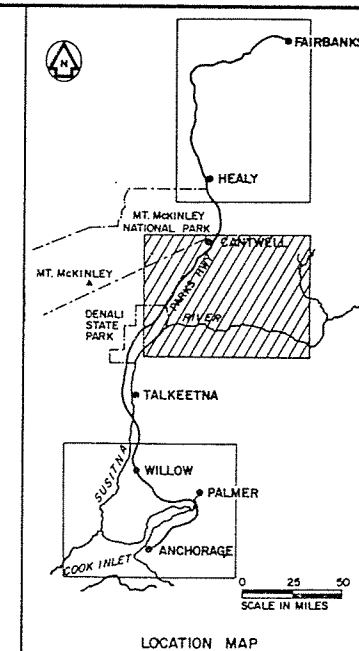 N
FAIRBANKS
HEALY
MT. McKINLEY
NATIONAL PARK
CANTWELL
MT. McKINLEY
PARKS HWY
DENALI
STATE
PARK
RIVER
TALKEETNA
SUSITNA
WILLOW
PALMER
ANCHORAGE
COOK INLET
0 25 50
SCALE IN MILES
LOCATION MAP